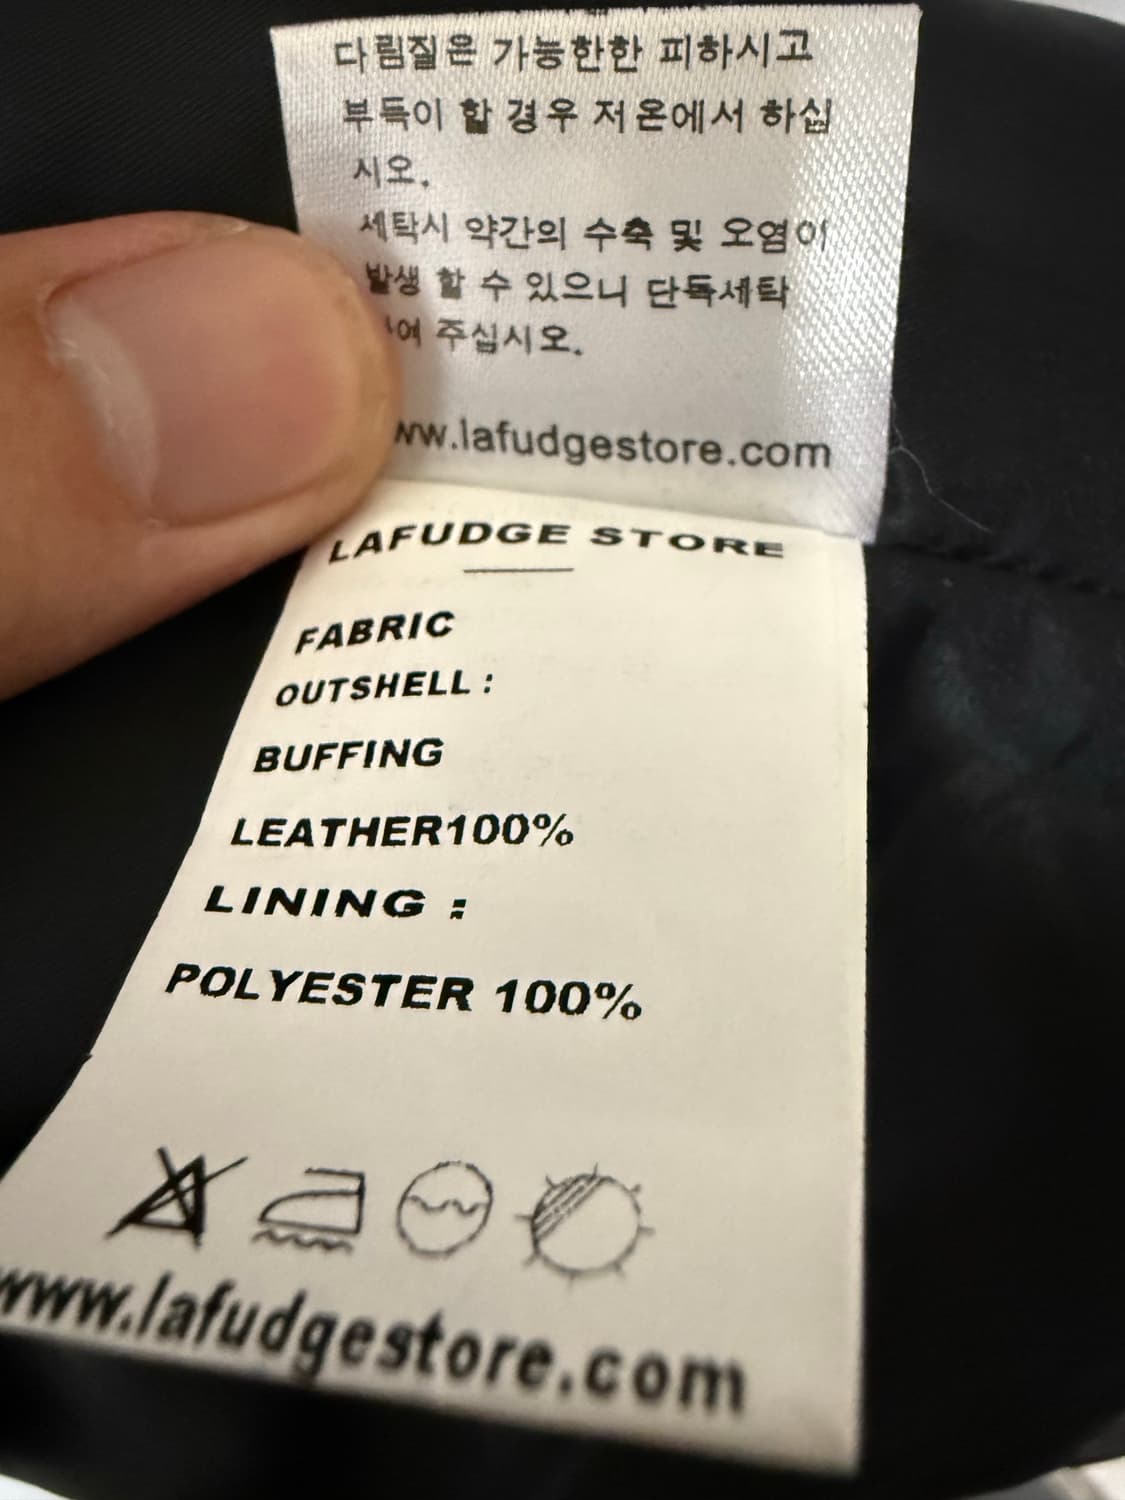 다림질은 가능한한 피하시고
부득이 할 경우 저온에서 하십
시오.
세탁시 약간의 수축 및 오염이
발생 할 수 있으니 단독세탁
주십시오.
www.lafudgestore.com
LAFUDGE STORE
FABRIC
OUTSHELL :
BUFFING
LEATHER100%
LINING :
POLYESTER 100%
www.lafudgestore.com